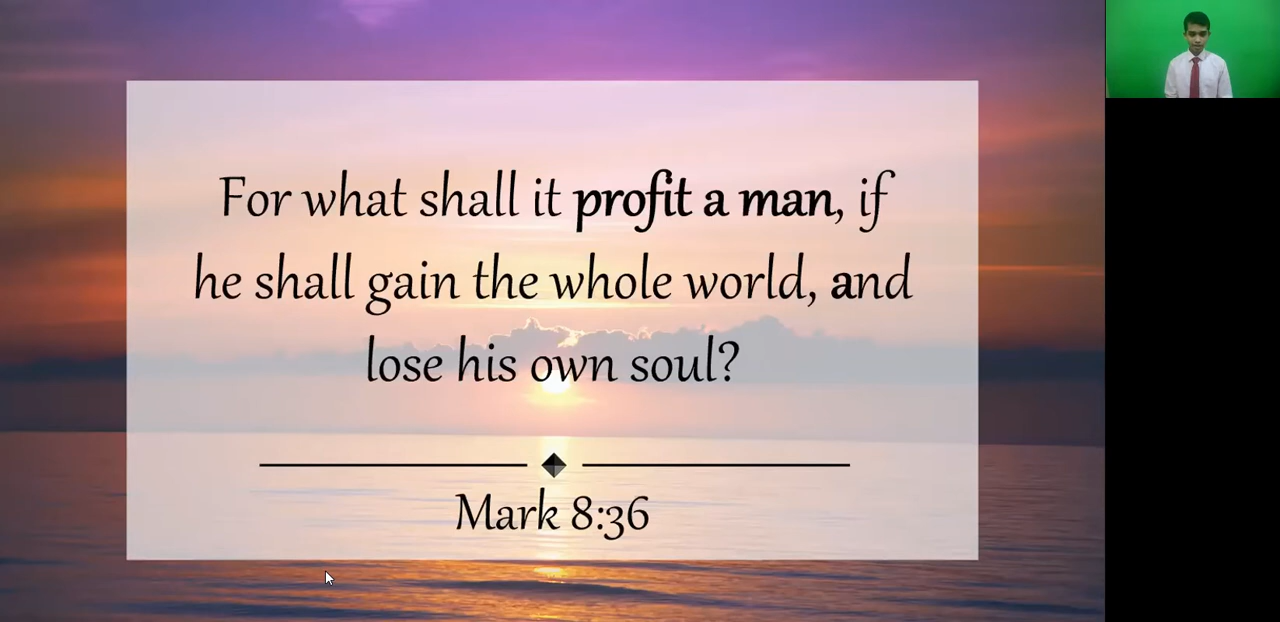 For what shall it profit a man, if
he shall gain the whole world, and
lose his own soul?
Mark 8:36